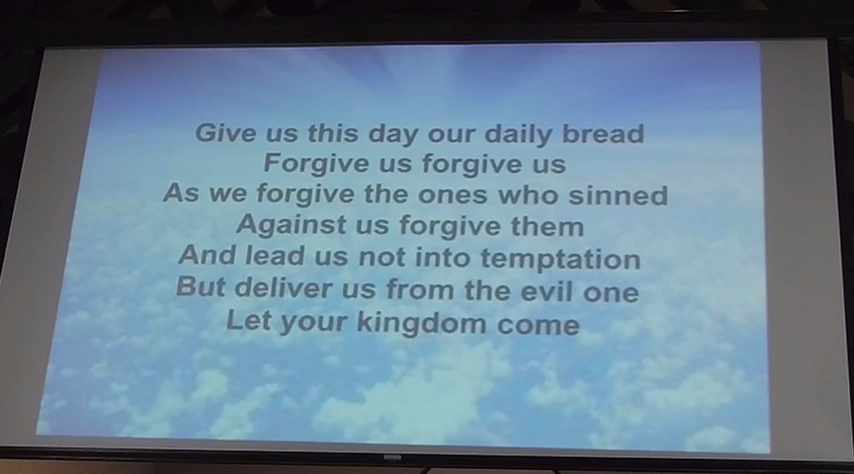 Give us this day our daily bread
Forgive us forgive us
As we forgive the ones who sinned
Against us forgive them
And lead us not into temptation
But deliver us from the evil one
Let your kingdom come